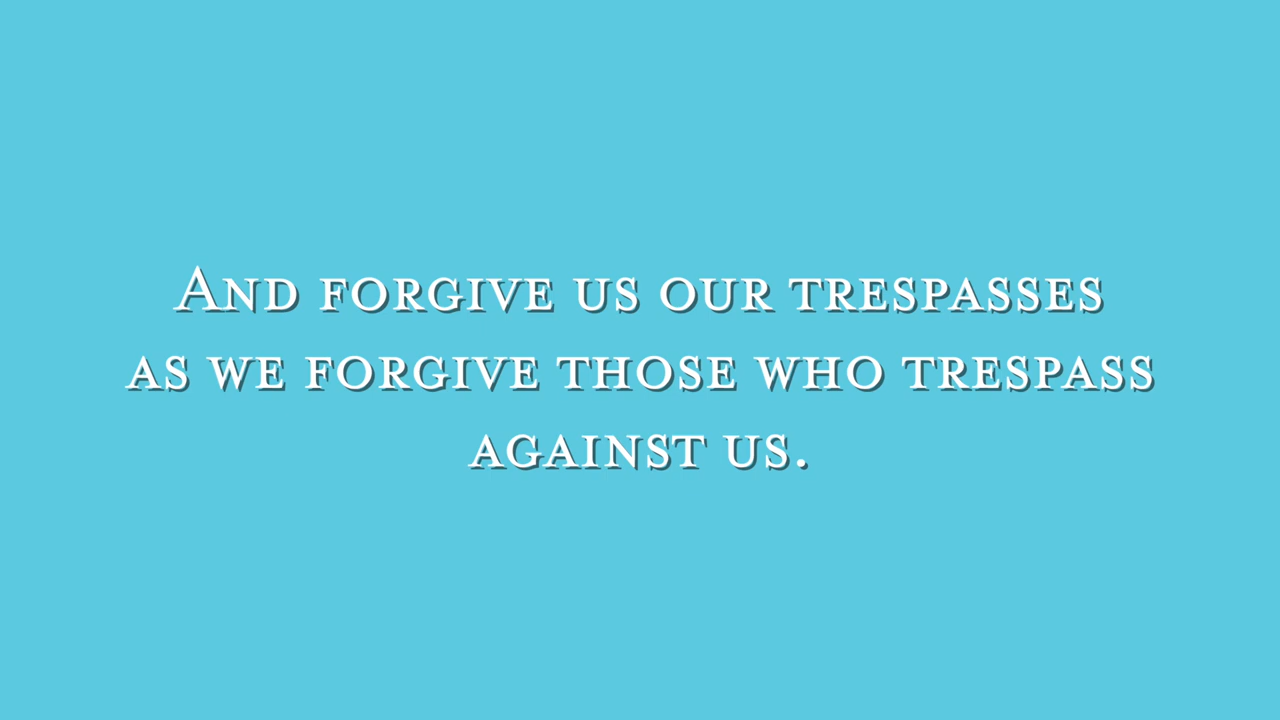 And forgive us our trespasses
as we forgive those who trespass
against us.